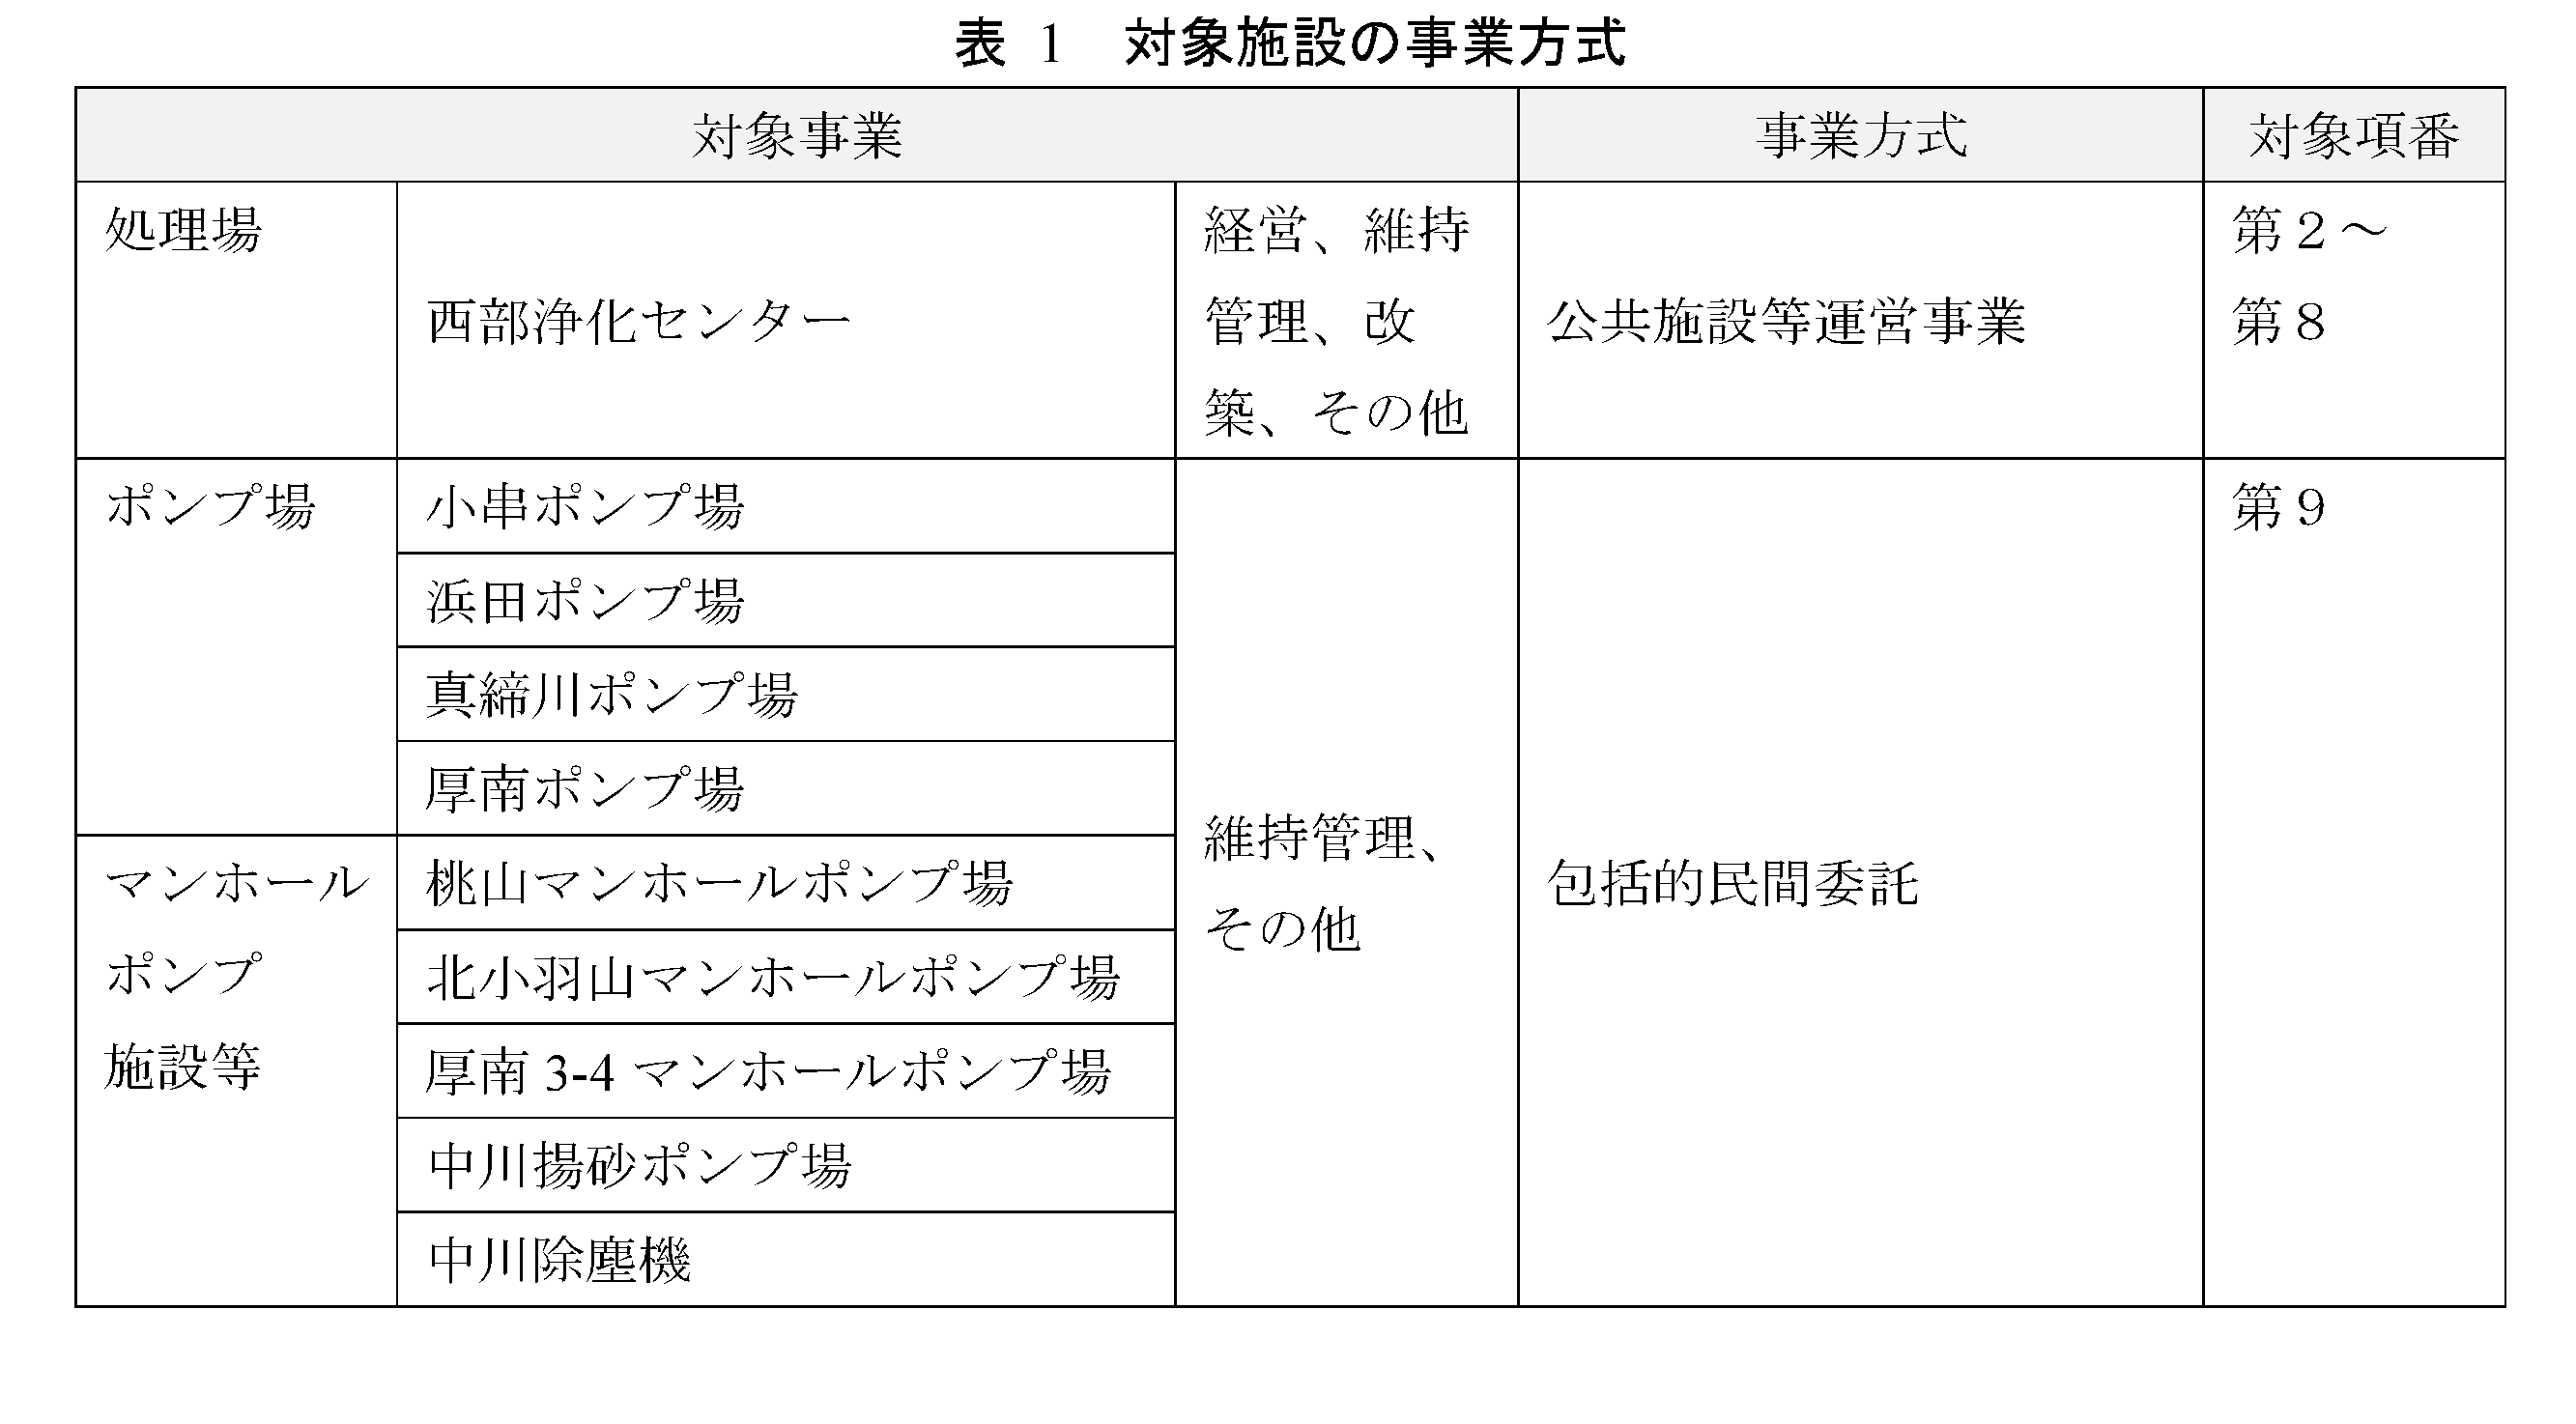 表 1　対象施設の事業方式
対象事業
事業方式
対象項番
処理場
西部浄化センター
経営、維持
管理、改
築、その他
公共施設等運営事業
第２～
第８
ポンプ場
小串ポンプ場
浜田ポンプ場
真締川ポンプ場
厚南ポンプ場
マンホール
ポンプ
施設等
桃山マンホールポンプ場
北小羽山マンホールポンプ場
厚南 3-4 マンホールポンプ場
中川揚砂ポンプ場
中川除塵機
維持管理、
その他
包括的民間委託
第９